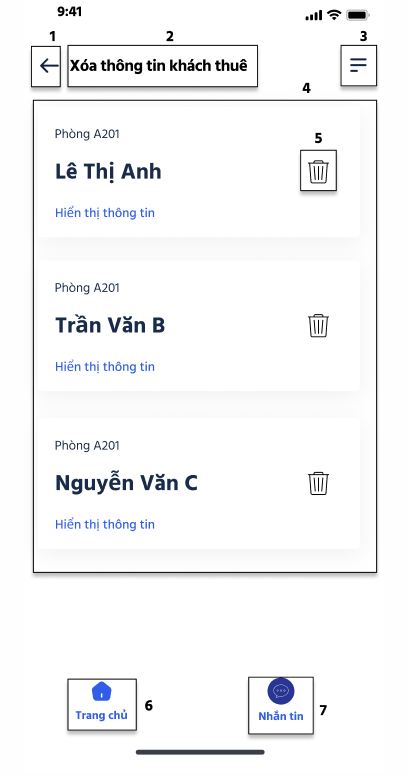 9:41
1 2 3
Xóa thông tin khách thuê
4
Phòng A201
5
Lê Thị Anh
Hiển thị thông tin
Phòng A201
Trần Văn B
Hiển thị thông tin
Phòng A201
Nguyễn Văn C
Hiển thị thông tin
Trang chủ 6
Nhắn tin 7